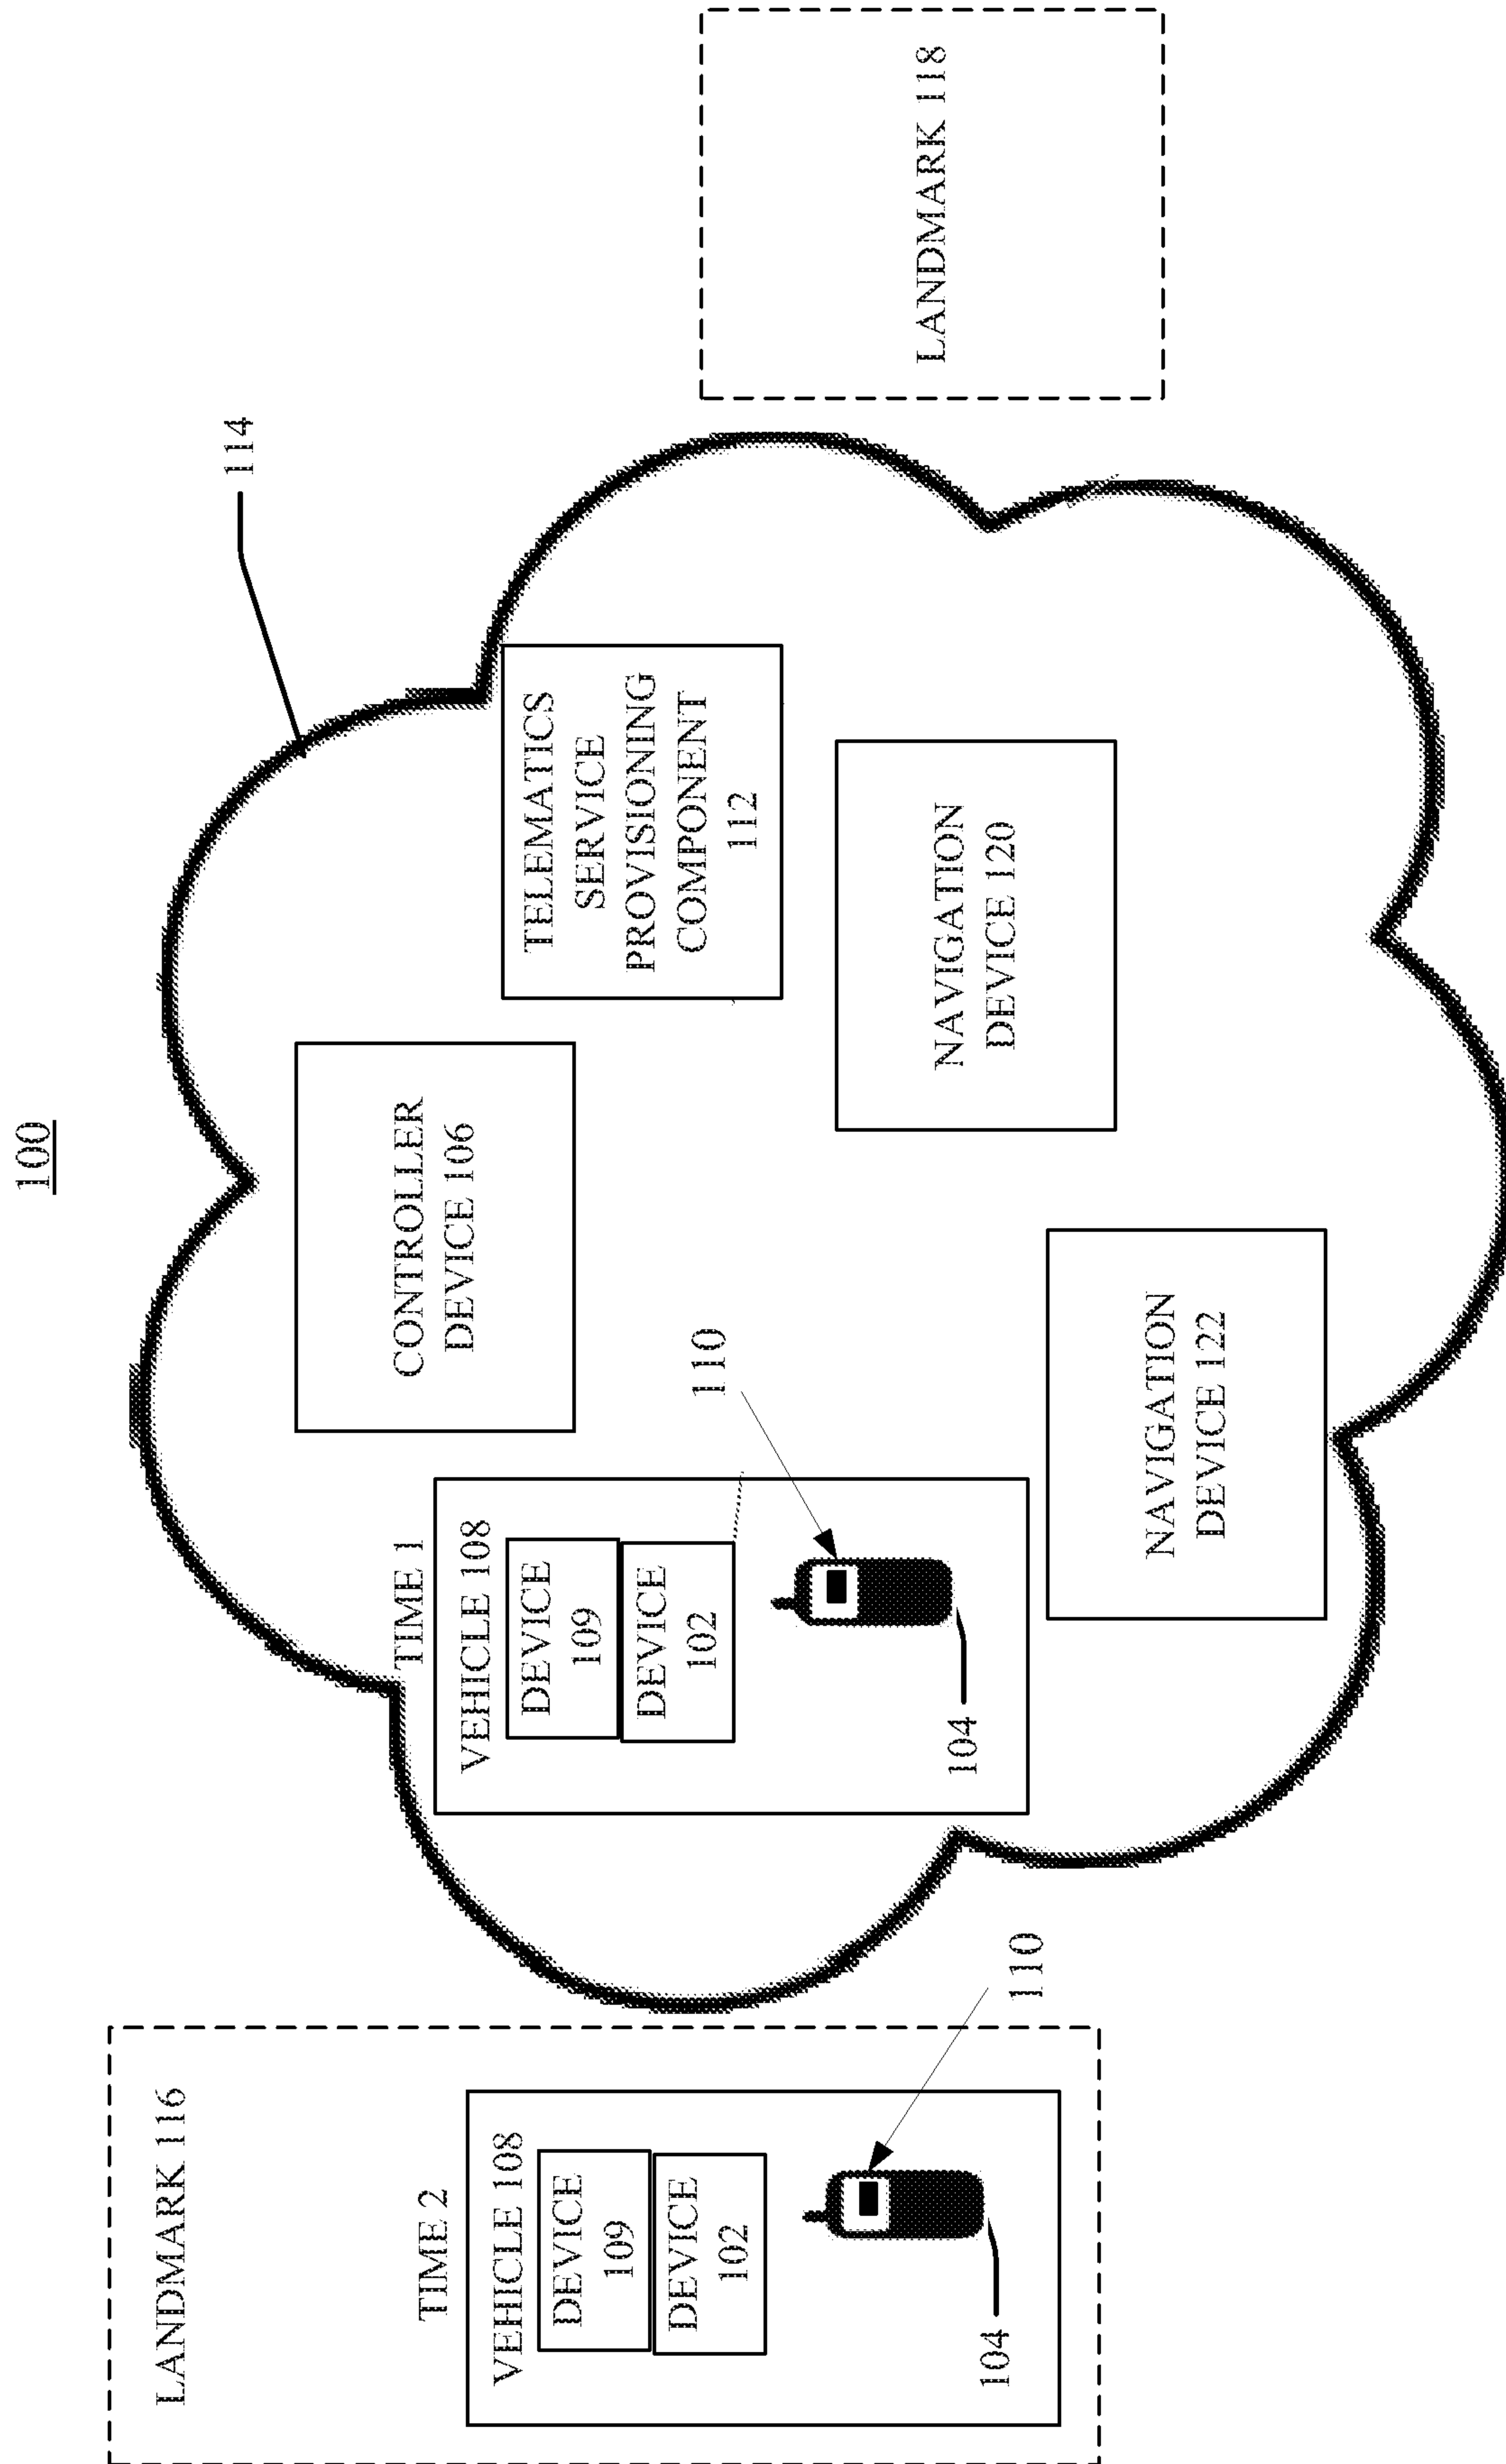 100
114
LANDMARK 116
TIME 2
VEHICLE 108
DEVICE
109
DEVICE
102
104
110
TIME 1
VEHICLE 108
DEVICE
109
DEVICE
102
104
110
CONTROLLER
DEVICE 106
TELEMATICS
SERVICE
PROVISIONING
COMPONENT
112
NAVIGATION
DEVICE 120
NAVIGATION
DEVICE 122
LANDMARK 118